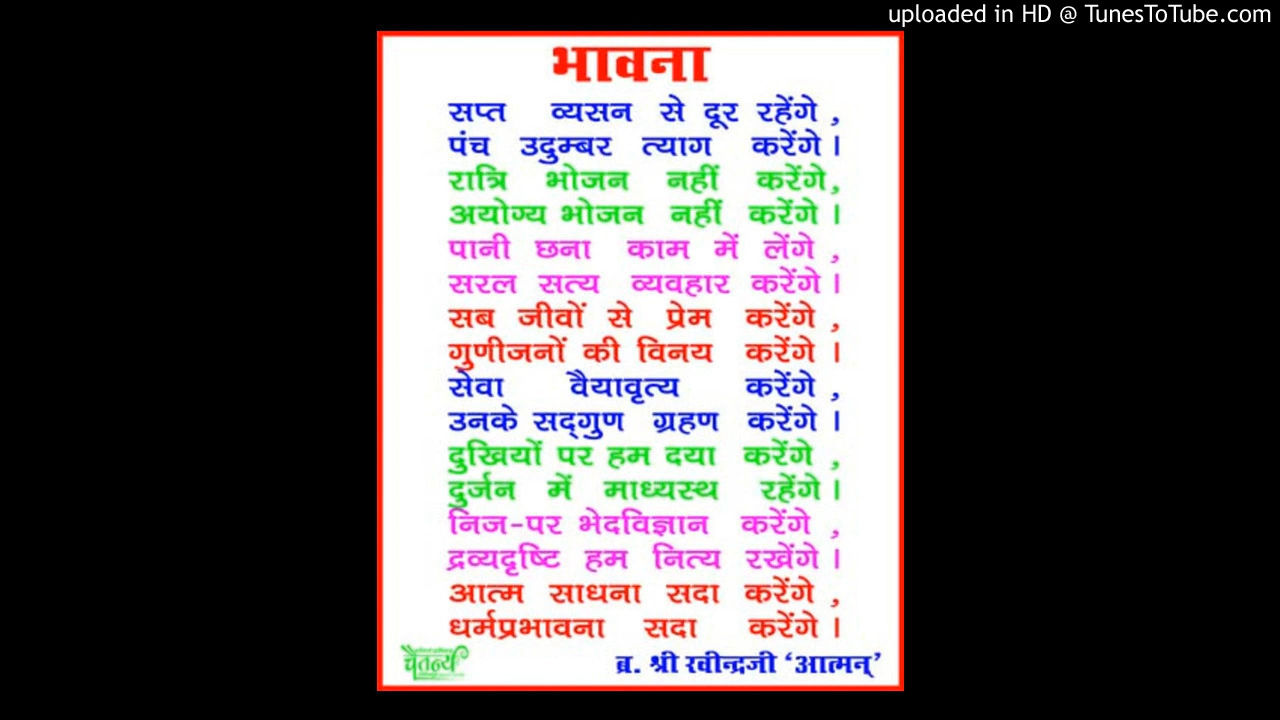 uploaded in HD @ TunesToTube.com
भावना
सप्त व्यसन से दूर रहेंगे ,
पंच उदुम्बर त्याग करेंगे ।
रात्रि भोजन नहीं करेंगे,
अयोग्य भोजन नहीं करेंगे ।
पानी छना काम में लेंगे ,
सरल सत्य व्यवहार करेंगे ।
सब जीवों से प्रेम करेंगे ,
गुणीजनों की विनय करेंगे ।
सेवा वैयावृत्य करेंगे ,
उनके सद्‌गुण ग्रहण करेंगे ।
दुखियों पर हम दया करेंगे ,
दुर्जन में माध्यस्थ रहेंगे ।
निज-पर भेदविज्ञान करेंगे ,
द्रव्यदृष्टि हम नित्य रखेंगे ।
आत्म साधना सदा करेंगे ,
धर्मप्रभावना सदा करेंगे ।
चैतन्य
ब्र. श्री रवीन्द्रजी ‘आत्मन्’